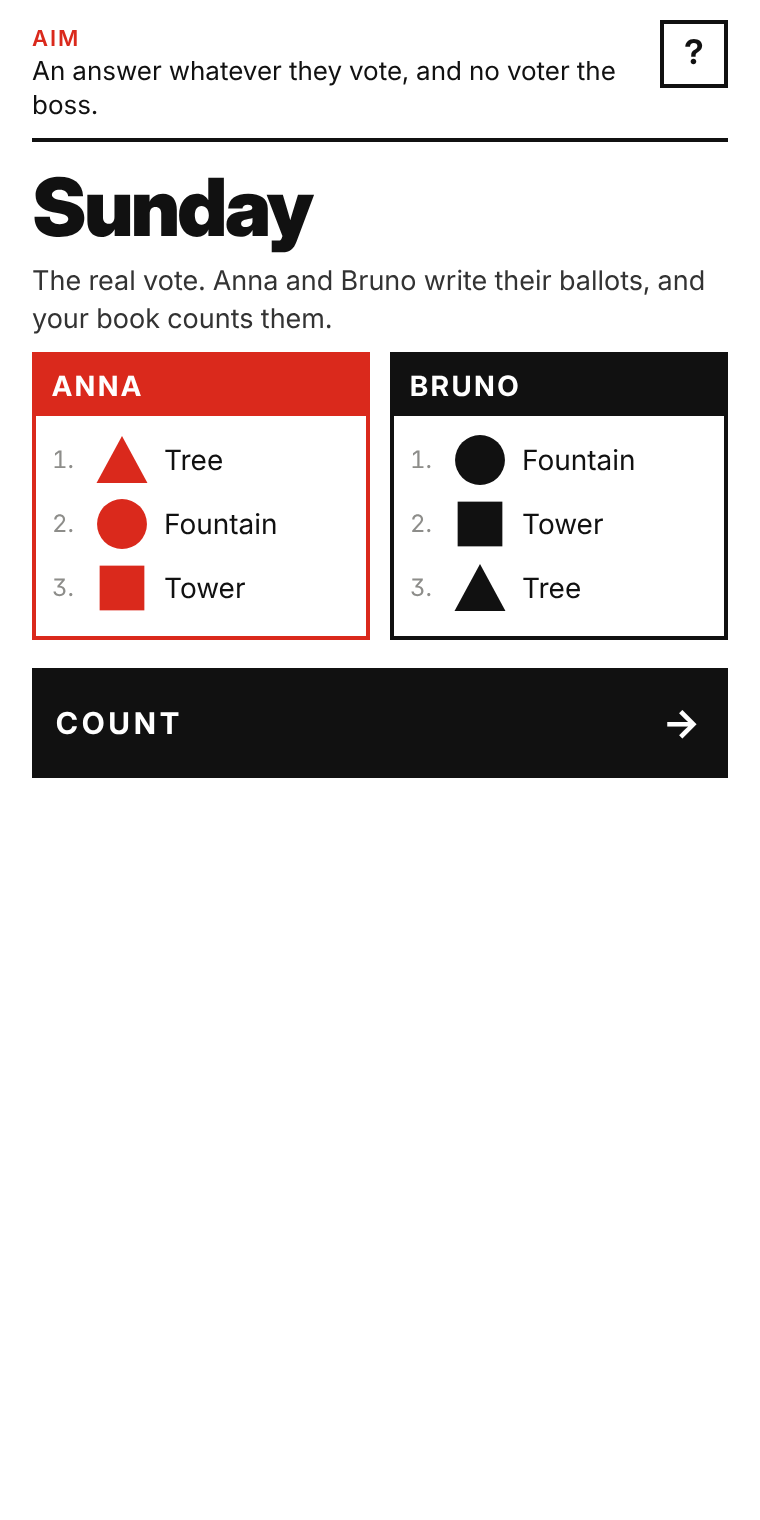 AIM
An answer whatever they vote, and no voter the
boss.
?
Sunday
The real vote. Anna and Bruno write their ballots, and
your book counts them.
ANNA
1. Tree
2. Fountain
3. Tower
BRUNO
1. Fountain
2. Tower
3. Tree
COUNT →